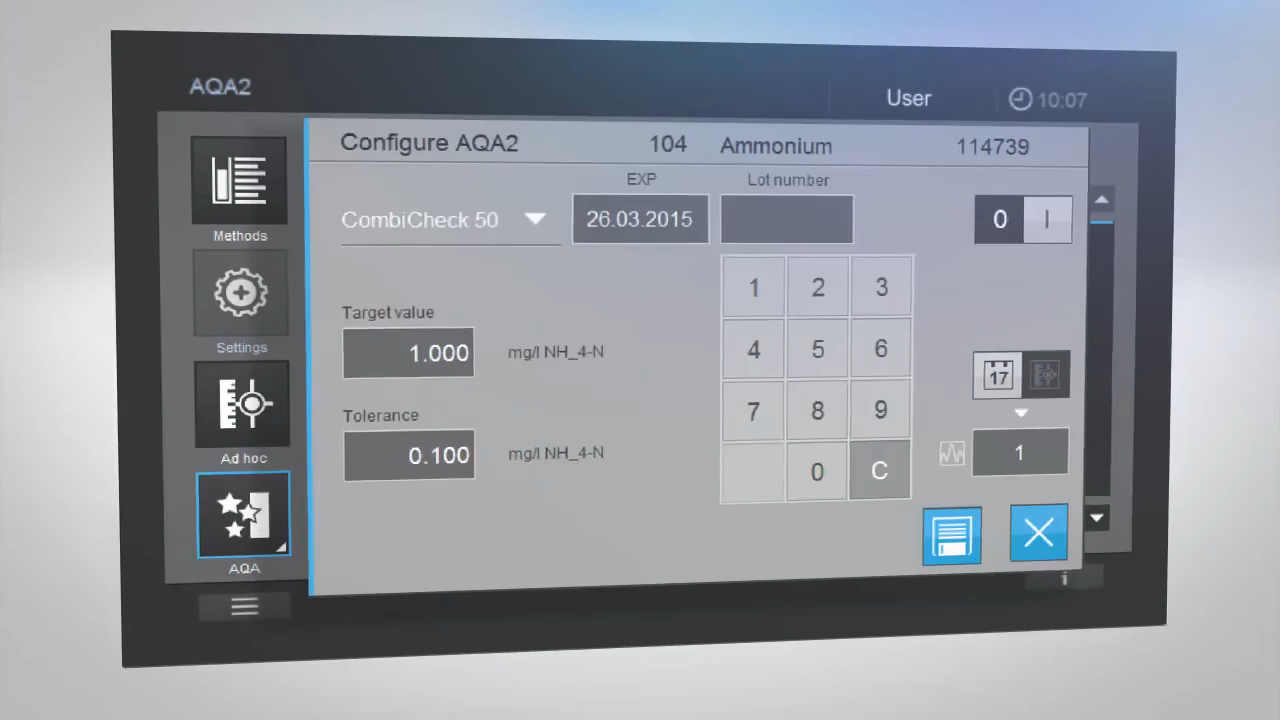 AQA2
User
10:07
Configure AQA2
104
Ammonium
114739
EXP
Lot number
CombiCheck 50
26.03.2015
0
I
Methods
Settings
Ad hoc
AQA
Target value
1.000
mg/l NH_4-N
Tolerance
0.100
mg/l NH_4-N
1 2 3
4 5 6
7 8 9
0 C
17
1
i